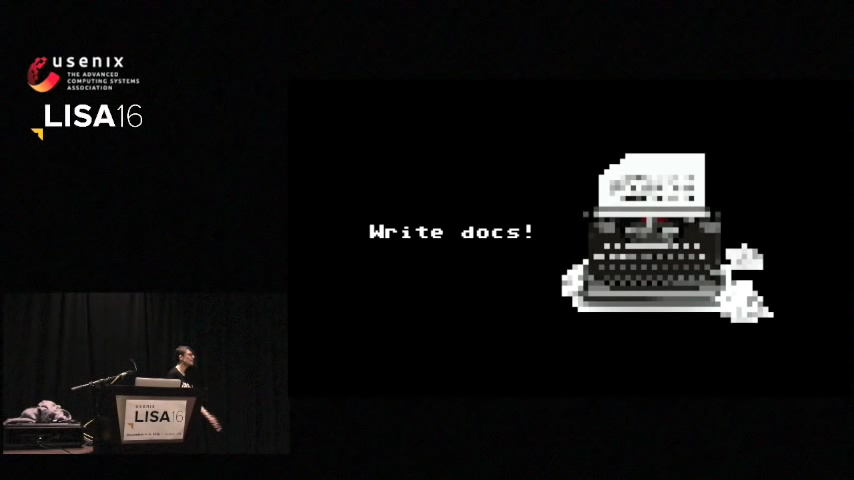 usenix
THE ADVANCED
COMPUTING SYSTEMS
ASSOCIATION
LISA16
Write docs!
usenix
LISA16